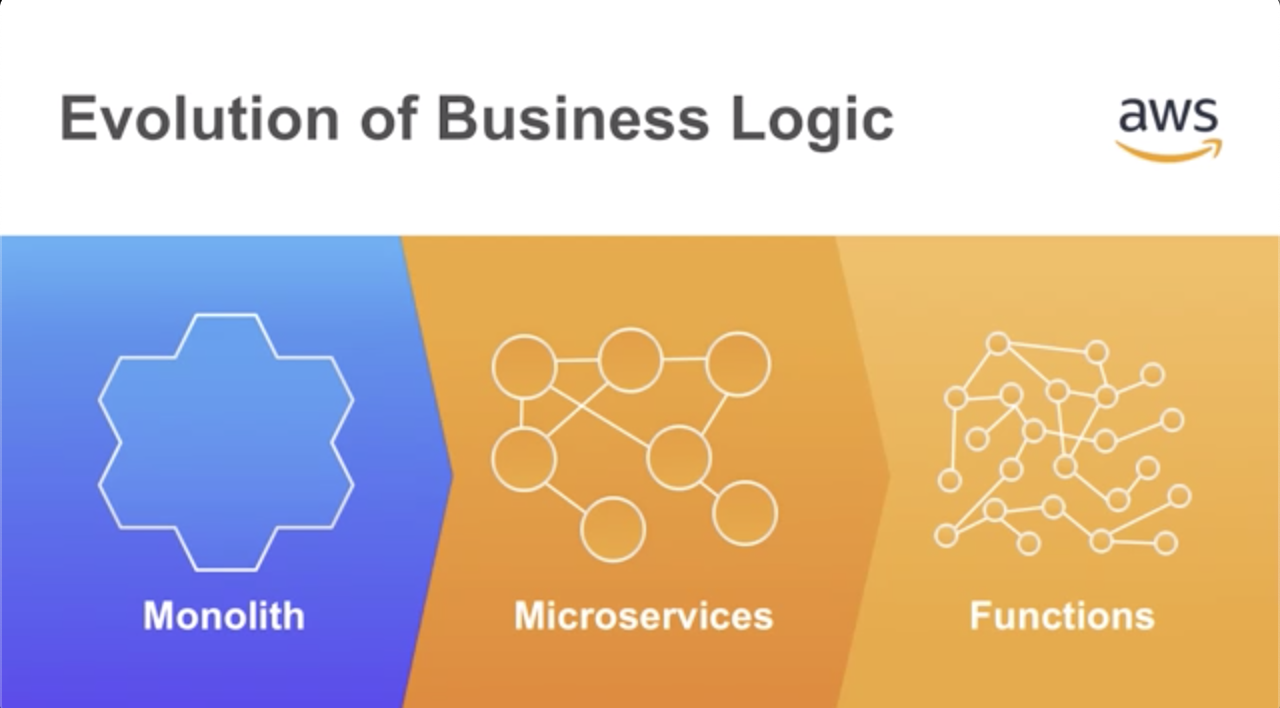 Evolution of Business Logic
aws
Monolith
Microservices
Functions